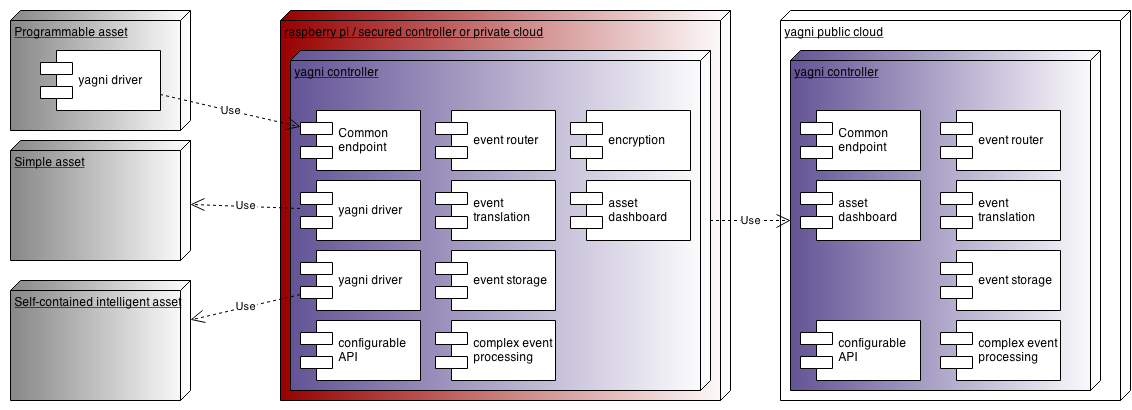 Programmable asset
yagni driver
Use
Simple asset
Use
Self-contained intelligent asset
Use
raspberry pi / secured controller or private cloud
yagni controller
Common
endpoint
event router
encryption
yagni driver
event
translation
asset
dashboard
yagni driver
event storage
configurable
API
complex event
processing
Use
yagni public cloud
yagni controller
Common
endpoint
event router
asset
dashboard
event
translation
event storage
configurable
API
complex event
processing